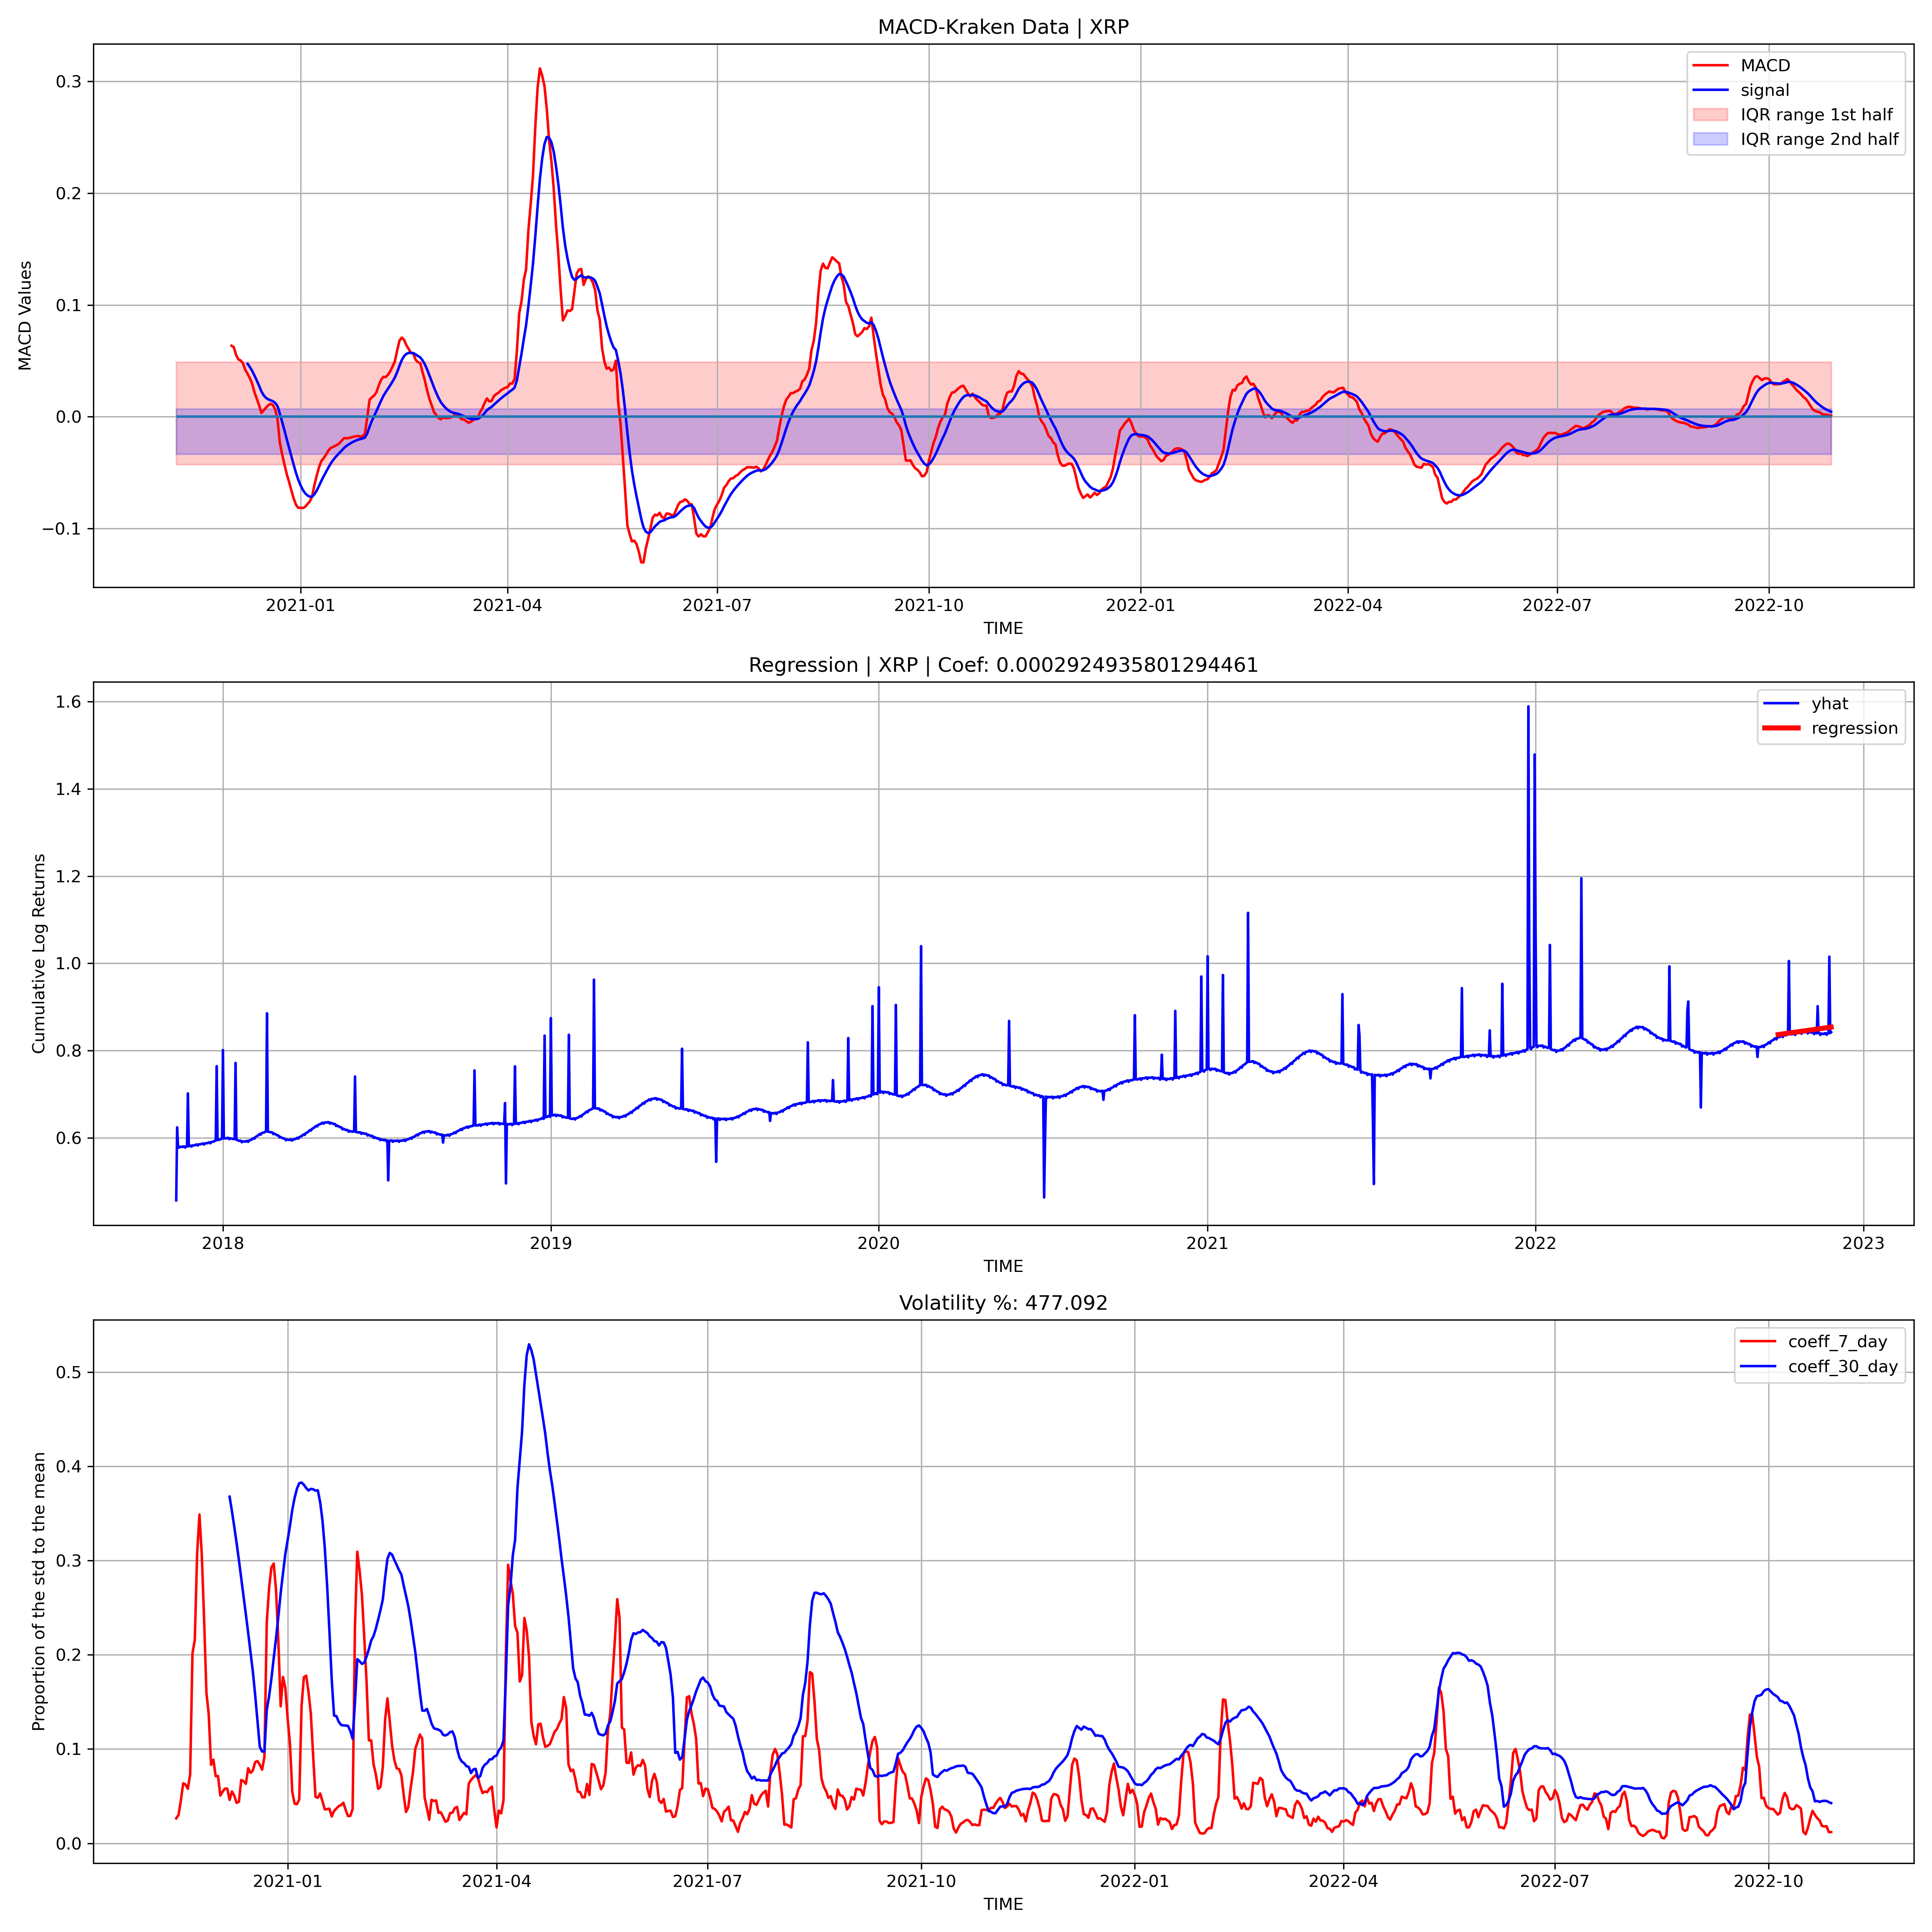 MACD-Kraken Data | XRP
MACD Values
0.3
0.2
0.1
0.0
−0.1
MACD
signal
IQR range 1st half
IQR range 2nd half
2021-01 2021-04 2021-07 2021-10 2022-01 2022-04 2022-07 2022-10
TIME
Regression | XRP | Coef: 0.0002924935801294461
Cumulative Log Returns
1.6
1.4
1.2
1.0
0.8
0.6
yhat
regression
2018 2019 2020 2021 2022 2023
TIME
Volatility %: 477.092
Proportion of the std to the mean
0.5
0.4
0.3
0.2
0.1
0.0
coeff_7_day
coeff_30_day
2021-01 2021-04 2021-07 2021-10 2022-01 2022-04 2022-07 2022-10
TIME